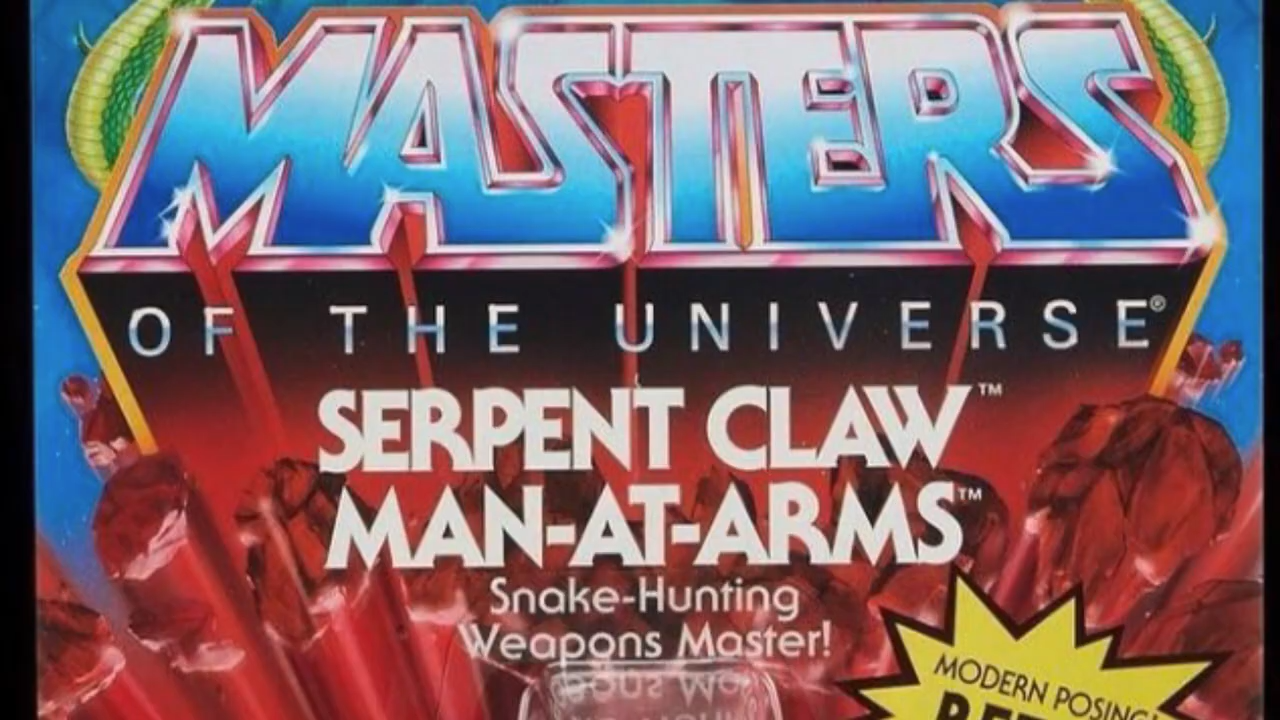 MASTERS
OF THE UNIVERSE®
SERPENT CLAW™
MAN-AT-ARMS™
Snake-Hunting
Weapons Master!
MODERN POSING!